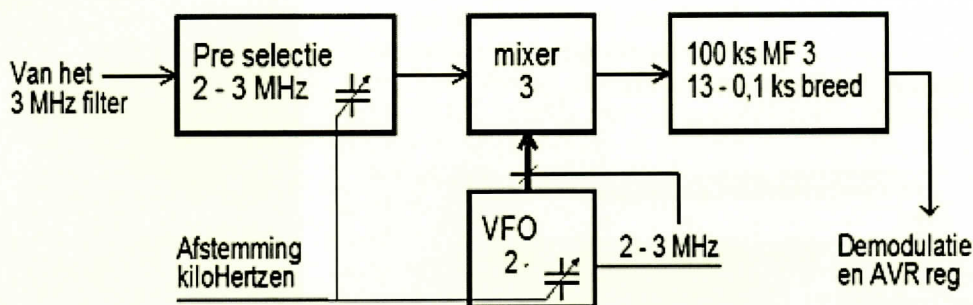 Van het
3 MHz filter
Pre selectie
2 - 3 MHz
mixer
3
100 ks MF 3
13 - 0,1 ks breed
VFO
2
2 - 3 MHz
Afstemming
kiloHertzen
Demodulatie
en AVR reg